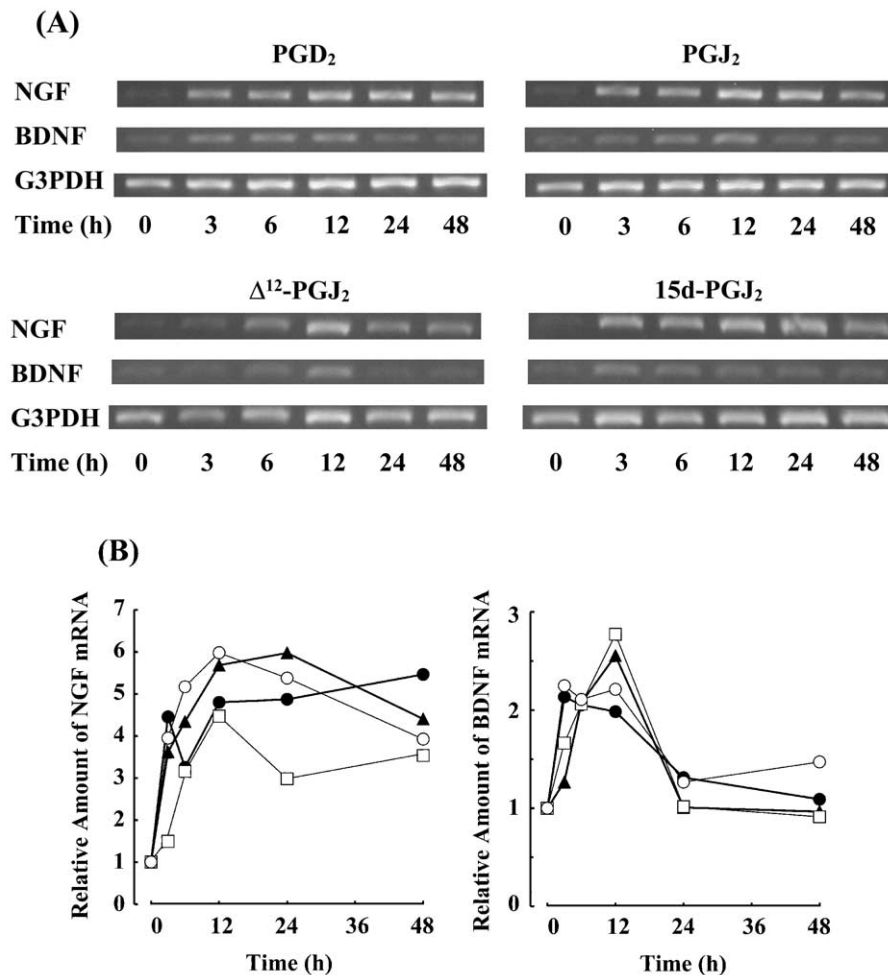 (A)
PGD₂ PGJ₂
NGF
BDNF
G3PDH
Time (h) 0 3 6 12 24 48 0 3 6 12 24 48
Δ¹²-PGJ₂ 15d-PGJ₂
NGF
BDNF
G3PDH
Time (h) 0 3 6 12 24 48 0 3 6 12 24 48
(B)
Relative Amount of NGF mRNA
7
6
5
4
3
2
1
0
0 12 24 36 48
Time (h)
Relative Amount of BDNF mRNA
3
2
1
0
0 12 24 36 48
Time (h)